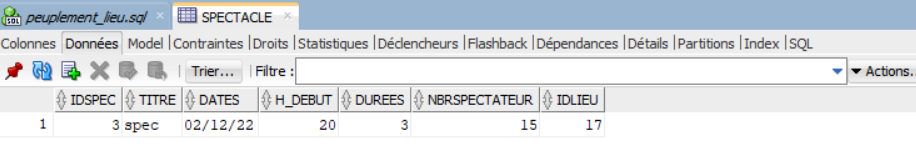 SQL peuplement_lieu.sql × SPECTACLE ×
Colonnes Données Model Contraintes Droits Statistiques Déclencheurs Flashback Dépendances Détails Partitions Index SQL
Trier... Filtre : Actions...
IDSPEC TITRE DATES H_DEBUT DUREES NBRSPECTATEUR IDLIEU
1 3 spec 02/12/22 20 3 15 17